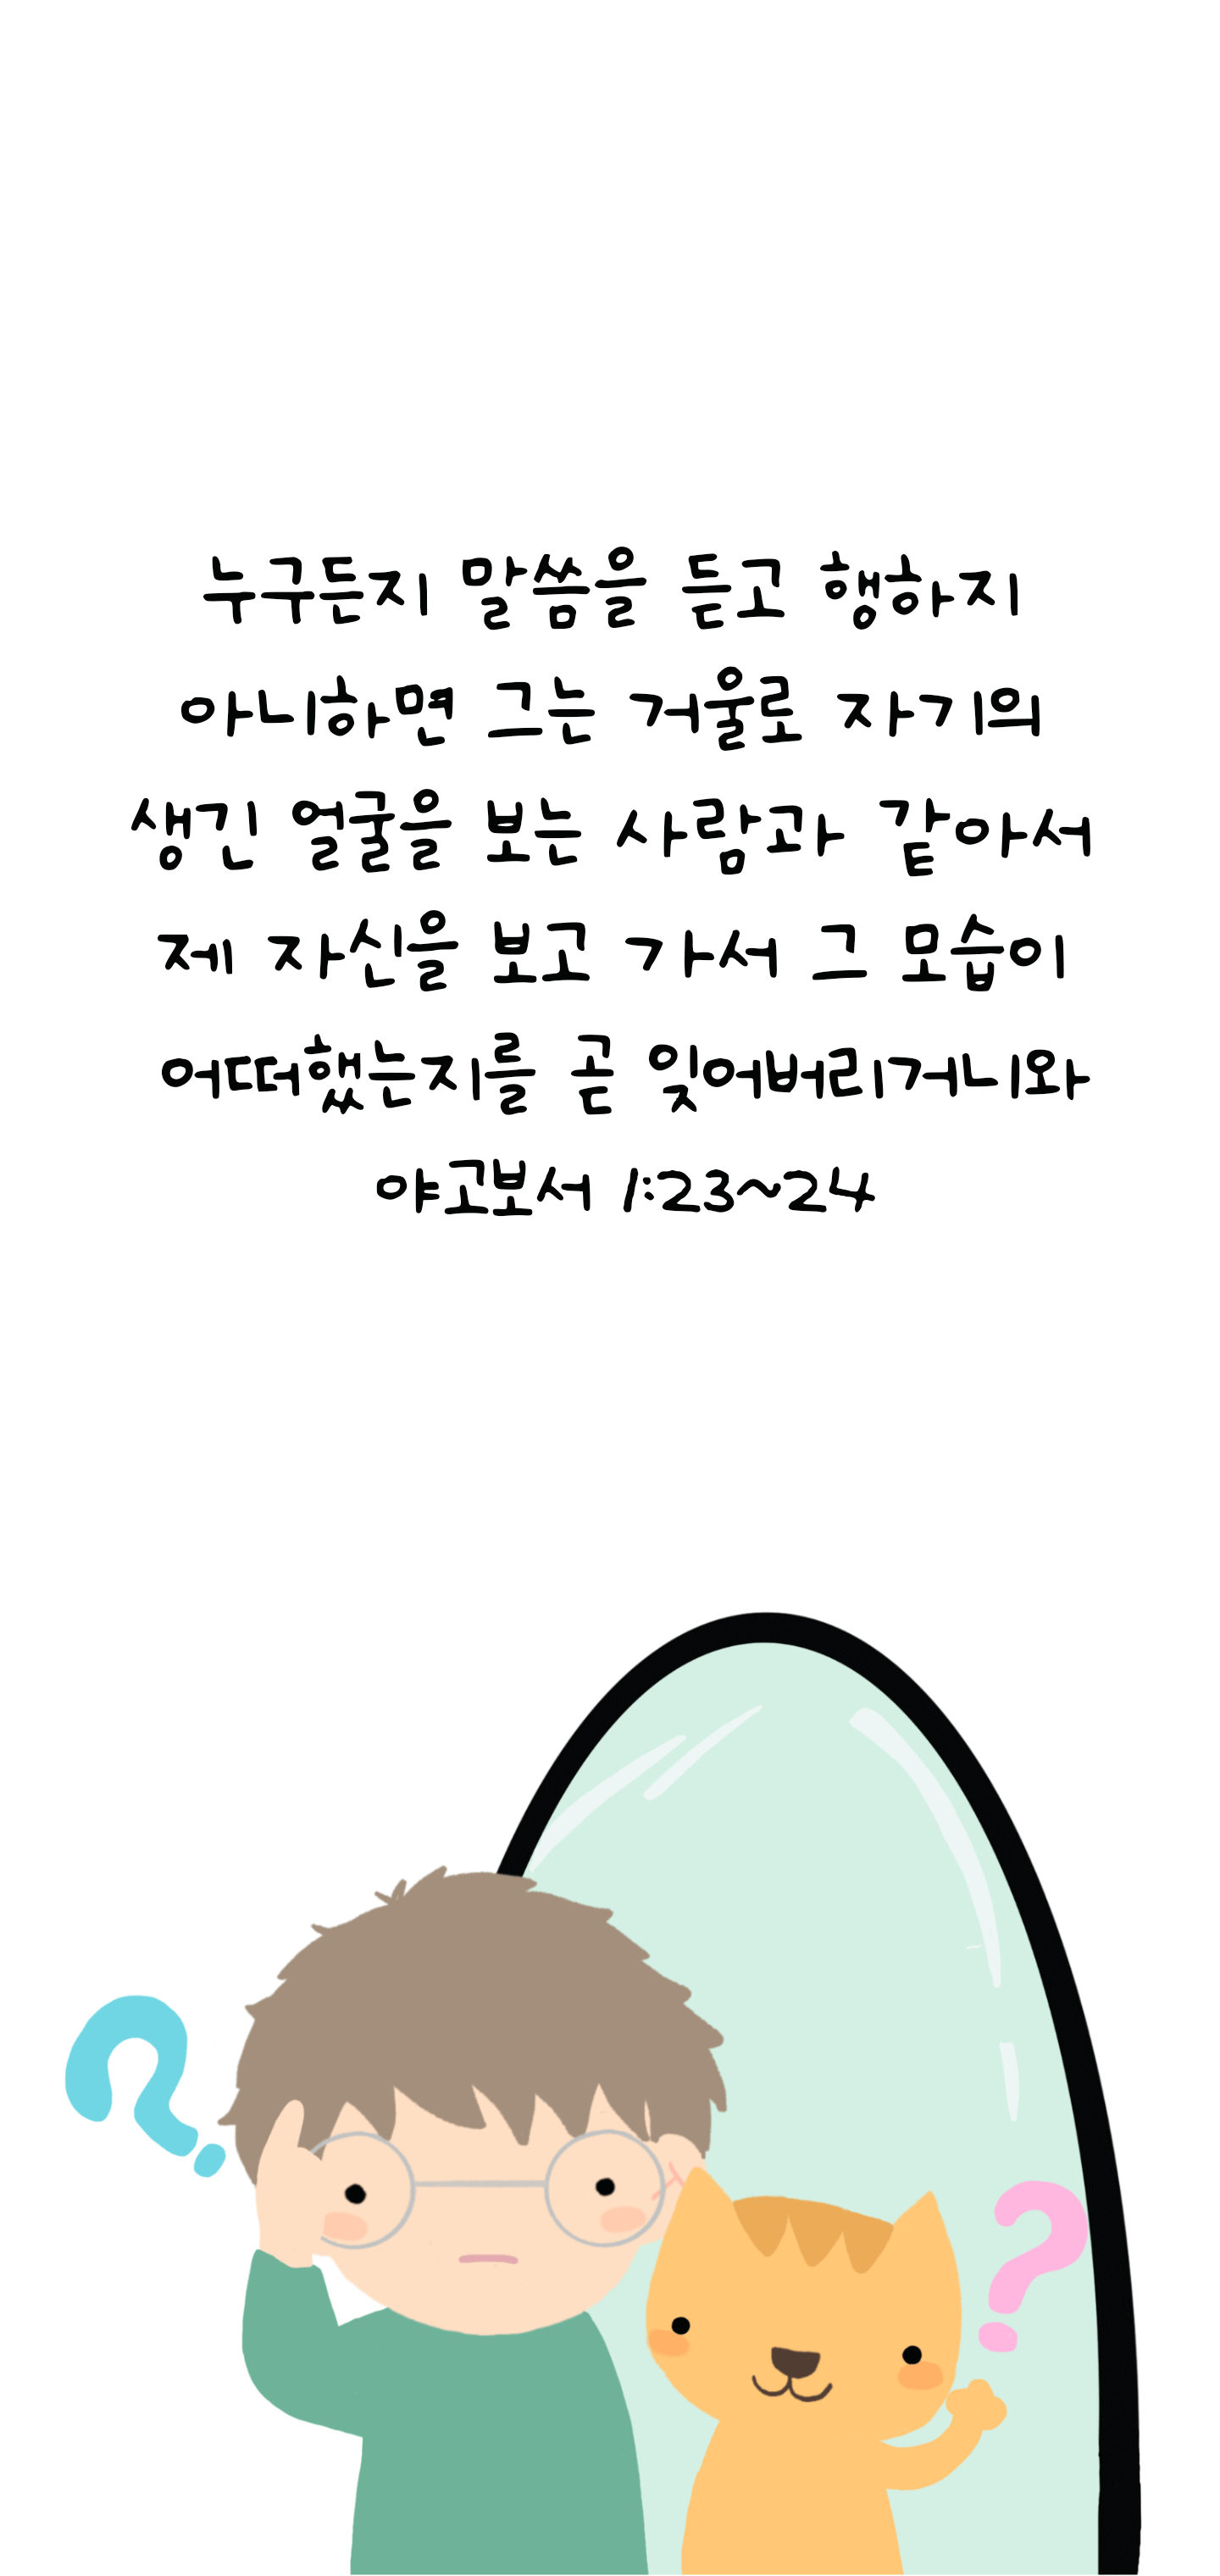 누구든지 말씀을 듣고 행하지
아니하면 그는 거울로 자기의
생긴 얼굴을 보는 사람과 같아서
제 자신을 보고 가서 그 모습이
어떠했는지를 곧 잊어버리거니와
야고보서 1:23~24
?
?